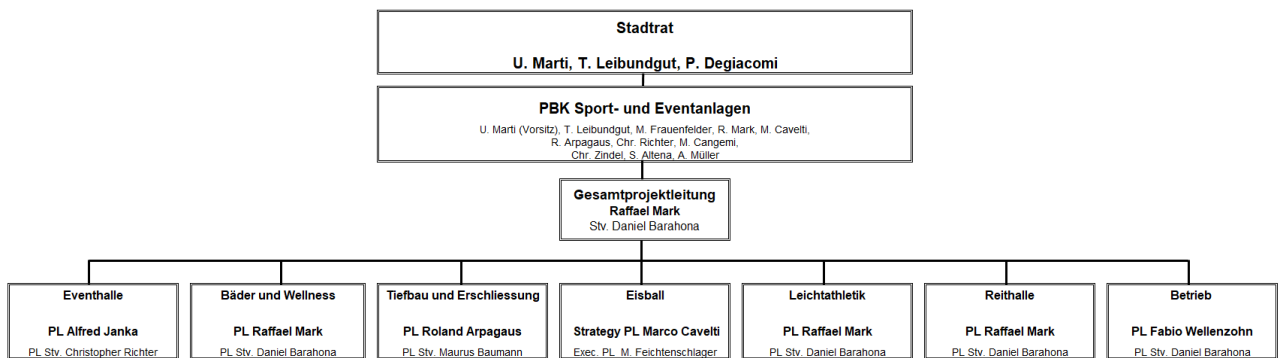 Stadtrat
U. Marti, T. Leibundgut, P. Degiacomi
PBK Sport- und Eventanlagen
U. Marti (Vorsitz), T. Leibundgut, M. Frauenfelder, R. Mark, M. Cavelti,
R. Arpagaus, Chr. Richter, M. Cangemi,
Chr. Zindel, S. Altena, A. Müller
Gesamtprojektleitung
Raffael Mark
Stv. Daniel Barahona
Eventhalle
PL Alfred Janka
PL Stv. Christopher Richter
Bäder und Wellness
PL Raffael Mark
PL Stv. Daniel Barahona
Tiefbau und Erschliessung
PL Roland Arpagaus
PL Stv. Maurus Baumann
Eisball
Strategy PL Marco Cavelti
Exec. PL M. Feichtenschlager
Leichtathletik
PL Raffael Mark
PL Stv. Daniel Barahona
Reithalle
PL Raffael Mark
PL Stv. Daniel Barahona
Betrieb
PL Fabio Wellenzohn
PL Stv. Daniel Barahona